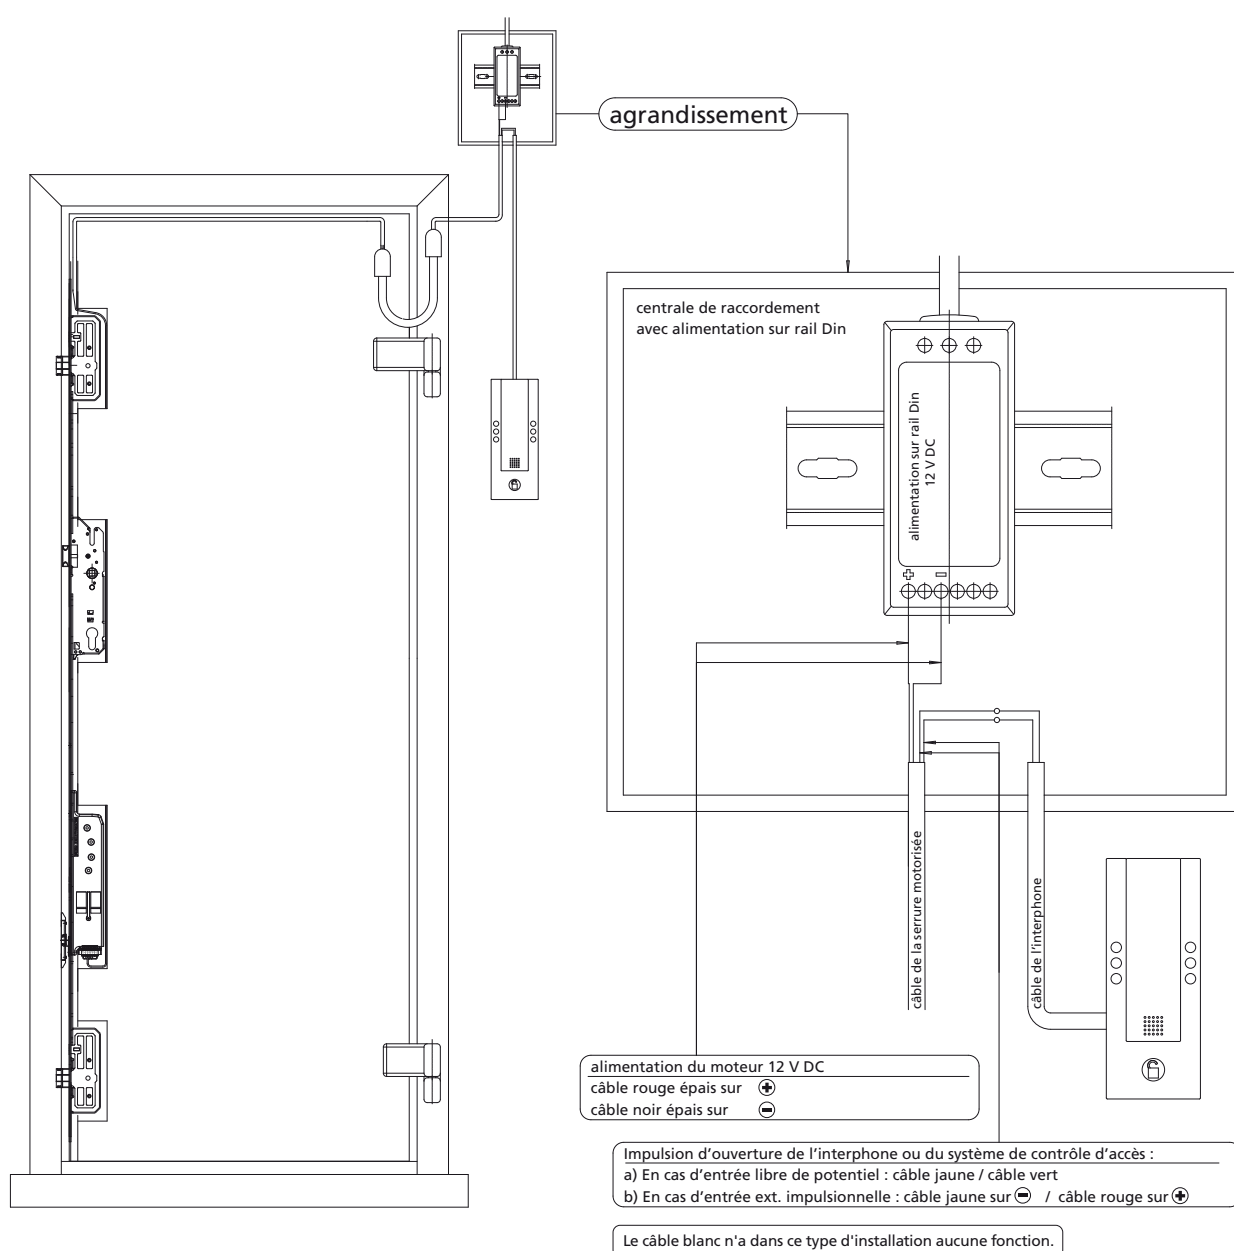 agrandissement
centrale de raccordement
avec alimentation sur rail Din
alimentation sur rail Din
12 V DC
câble de la serrure motorisée
câble de l'interphone
alimentation du moteur 12 V DC
câble rouge épais sur ⊕
câble noir épais sur ⊖
Impulsion d’ouverture de l’interphone ou du système de contrôle d’accès :
a) En cas d'entrée libre de potentiel : câble jaune / câble vert
b) En cas d'entrée ext. impulsionnelle : câble jaune sur ⊖ / câble rouge sur ⊕
Le câble blanc n'a dans ce type d'installation aucune fonction.